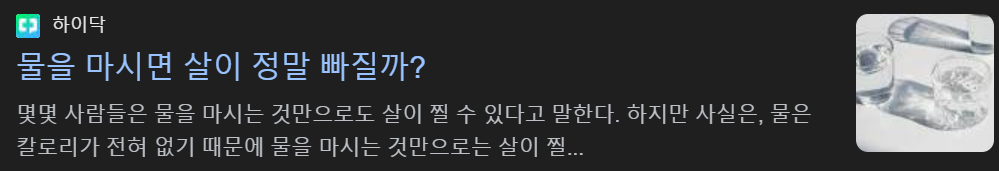 하이닥
물을 마시면 살이 정말 빠질까?
몇몇 사람들은 물을 마시는 것만으로도 살이 찔 수 있다고 말한다. 하지만 사실은, 물은
칼로리가 전혀 없기 때문에 물을 마시는 것만으로는 살이 찔...